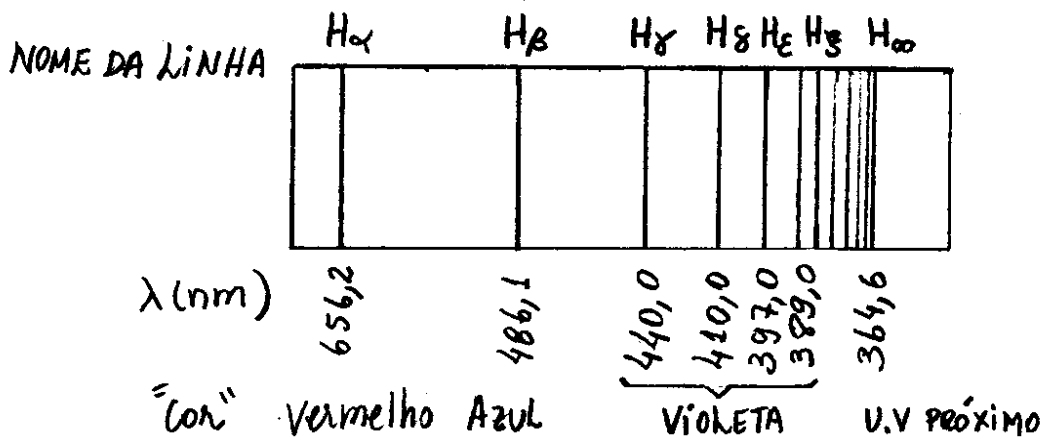 Hα Hβ Hγ Hδ Hε Hξ H∞
NOME DA LINHA
λ (nm) 656,2 486,1 440,0 410,0 397,0 389,0 364,6
"Cor" Vermelho Azul VIOLETA U.V PRÓXIMO